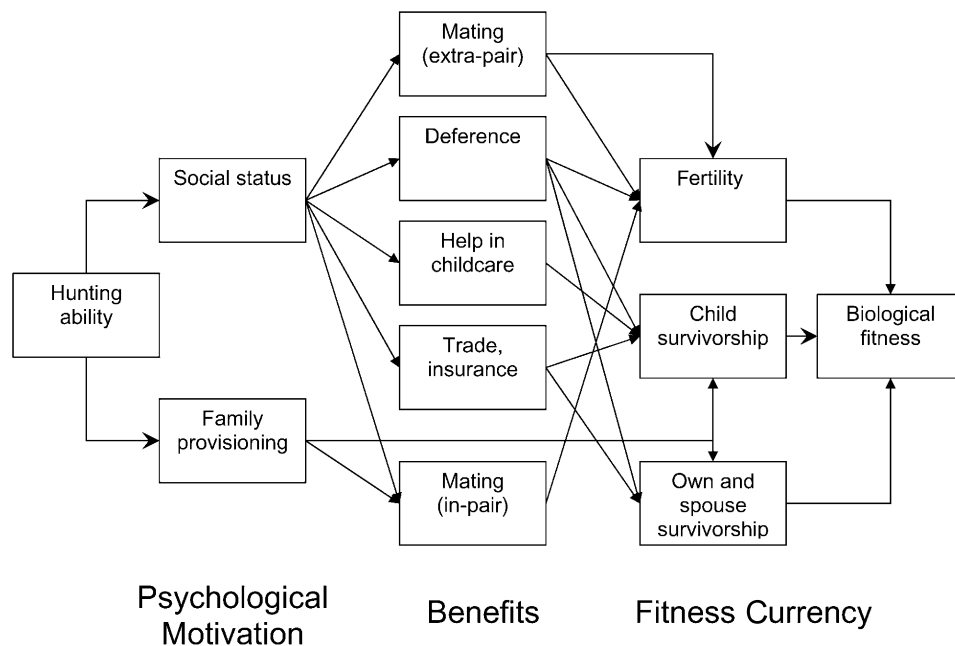 Mating
(extra-pair)
Deference
Social status
Fertility
Help in
childcare
Hunting
ability
Child
survivorship
Biological
fitness
Trade,
insurance
Family
provisioning
Mating
(in-pair)
Own and
spouse
survivorship
Psychological
Motivation
Benefits
Fitness Currency